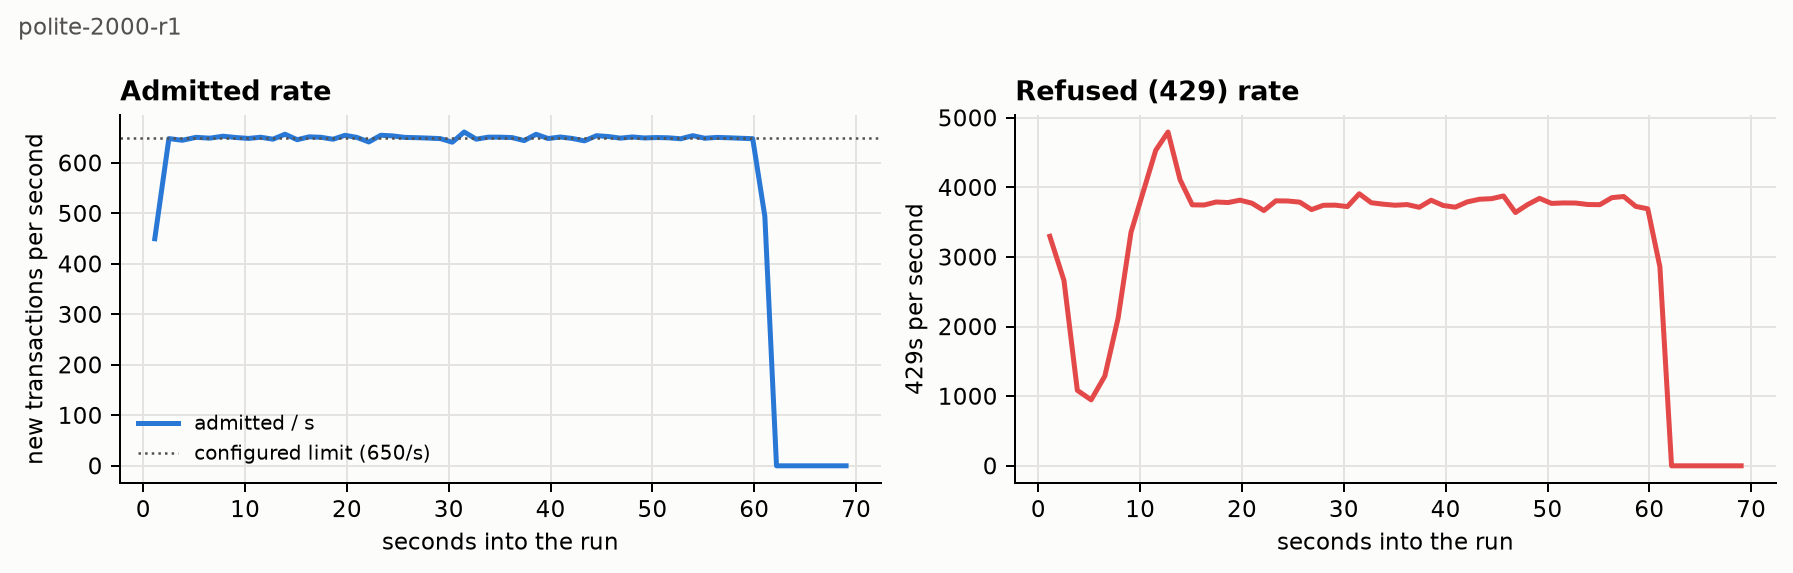 polite-2000-r1
Admitted rate
new transactions per second
600
500
400
300
200
100
0
admitted / s
configured limit (650/s)
0 10 20 30 40 50 60 70
seconds into the run
Refused (429) rate
429s per second
5000
4000
3000
2000
1000
0
0 10 20 30 40 50 60 70
seconds into the run